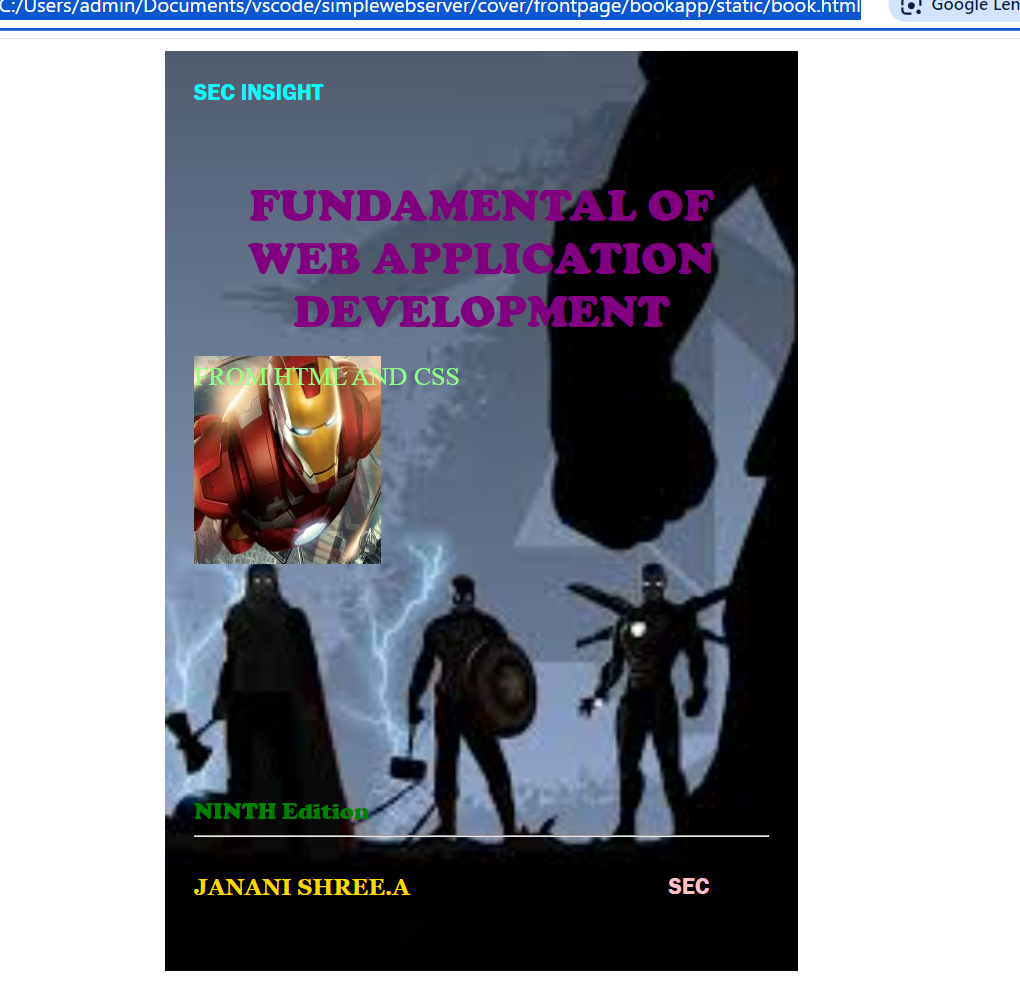 C:/Users/admin/Documents/vscode/simplewebserver/cover/frontpage/bookapp/static/book.html
Google Len
SEC INSIGHT
FUNDAMENTAL OF
WEB APPLICATION
DEVELOPMENT
FROM HTML AND CSS
NINTH Edition
JANANI SHREE.A
SEC